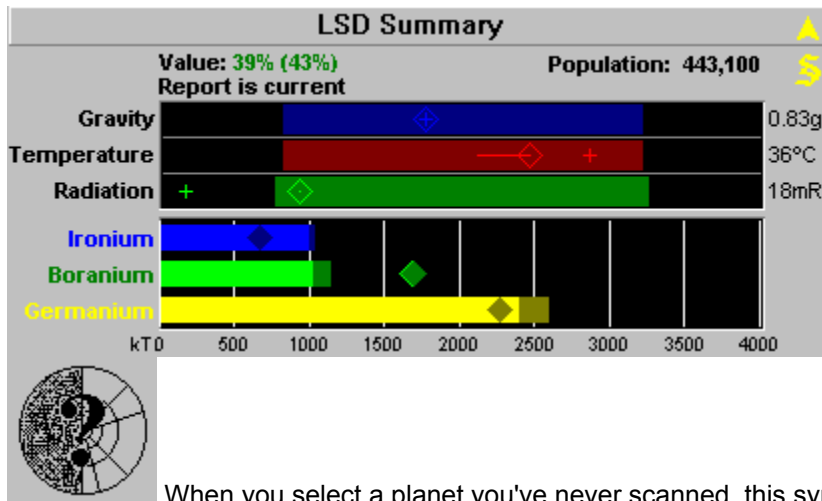 LSD Summary
Value: 39% (43%) Population: 443,100
Report is current
Gravity 0.83g
Temperature 36°C
Radiation 18mR
Ironium
Boranium
Germanium
kT 0 500 1000 1500 2000 2500 3000 3500 4000
When you select a planet you've never scanned, this